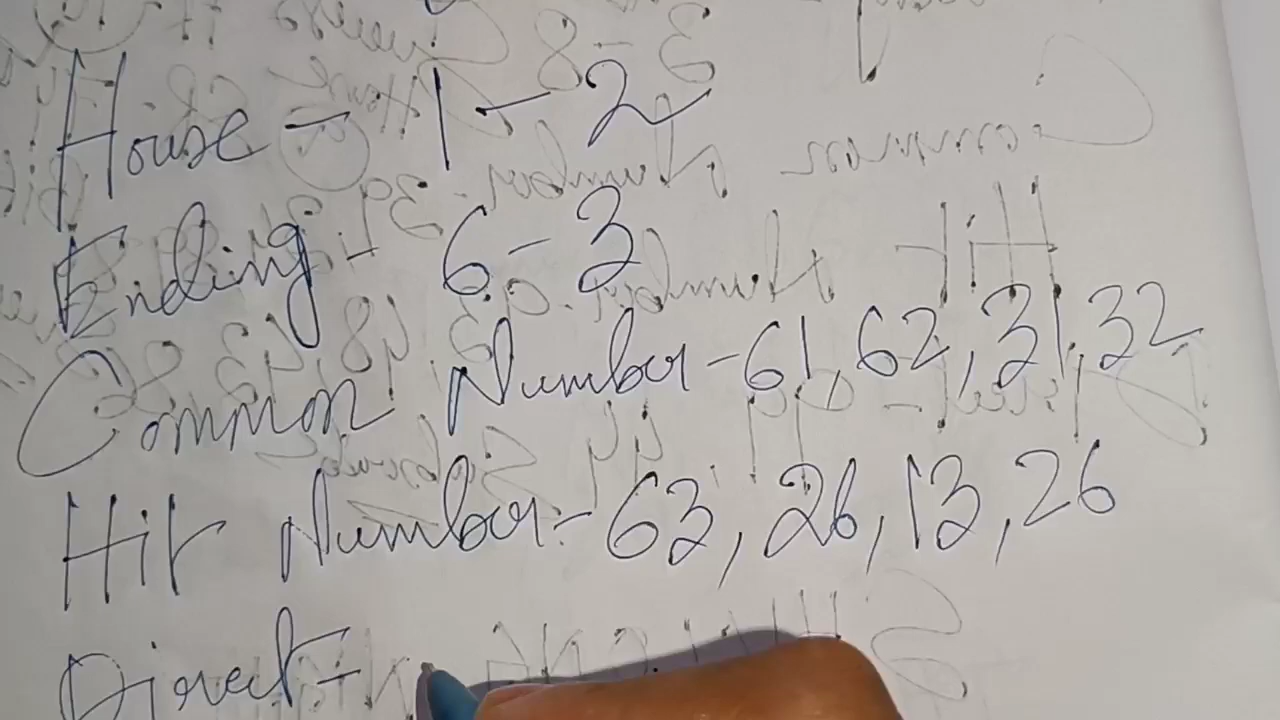 House - 1 - 2
Ending - 6 - 3
Common Number - 61, 62, 31, 32
Hit Number:- 63, 26, 13, 26
Direct -